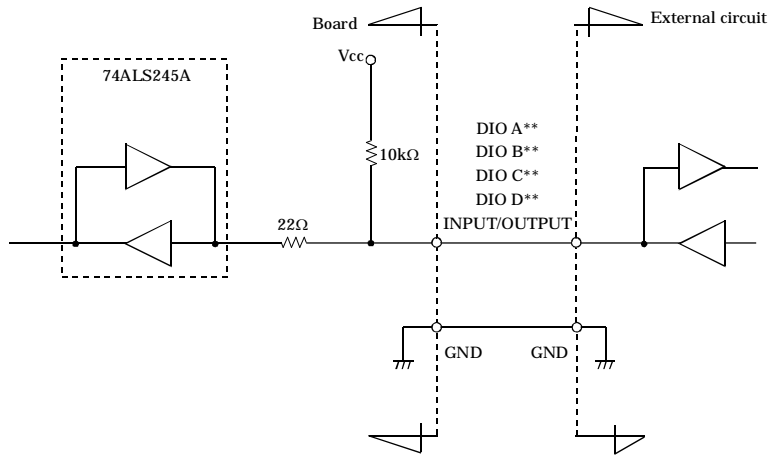 Board
External circuit
Vcc
74ALS245A
10kΩ
DIO A**
DIO B**
DIO C**
DIO D**
INPUT/OUTPUT
22Ω
GND
GND